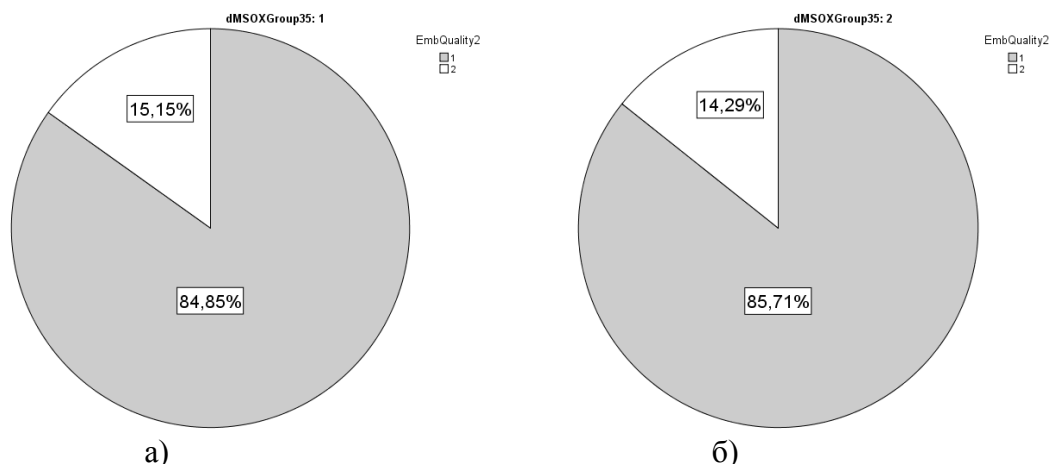 dMSOXGroup35: 1
EmbQuality2
1
2
15,15%
84,85%
а)
dMSOXGroup35: 2
EmbQuality2
1
2
14,29%
85,71%
б)